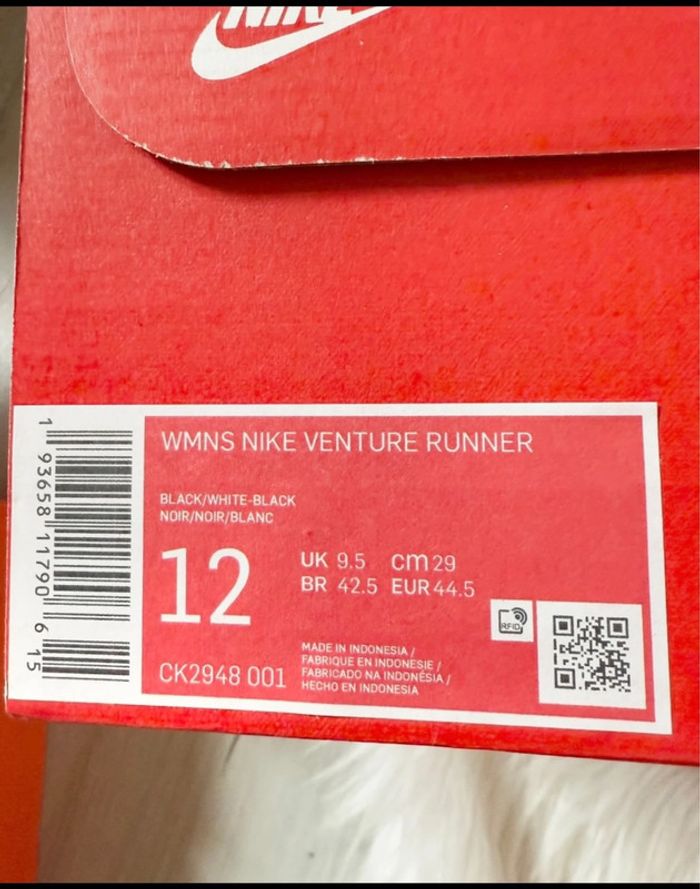 NIKE
WMNS NIKE VENTURE RUNNER
BLACK/WHITE-BLACK
NOIR/NOIR/BLANC
12
UK 9.5 cm 29
BR 42.5 EUR 44.5
RFID
CK2948 001
MADE IN INDONESIA /
FABRIQUE EN INDONESIE /
FABRICADO NA INDONÉSIA /
HECHO EN INDONESIA
1 93658 11790 6 15